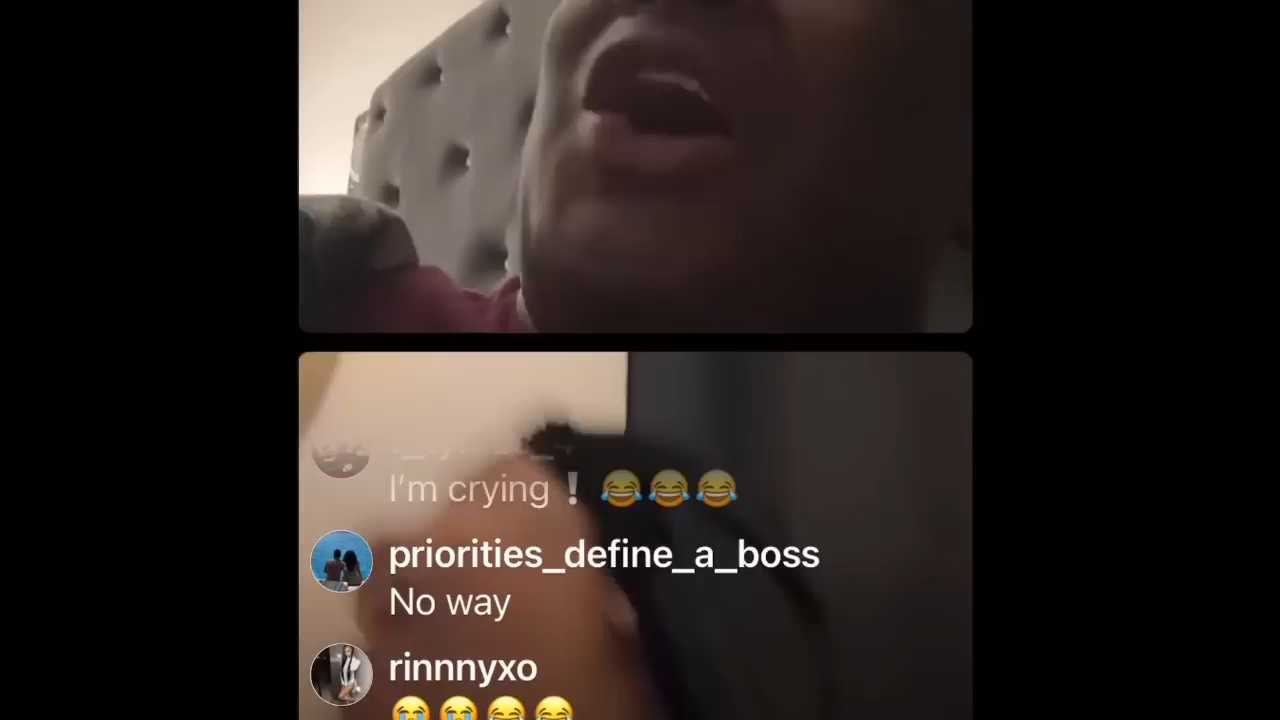 I'm crying❕ 😂😂😂
priorities_define_a_boss
No way
rinnnyxo
😭😭😂😂